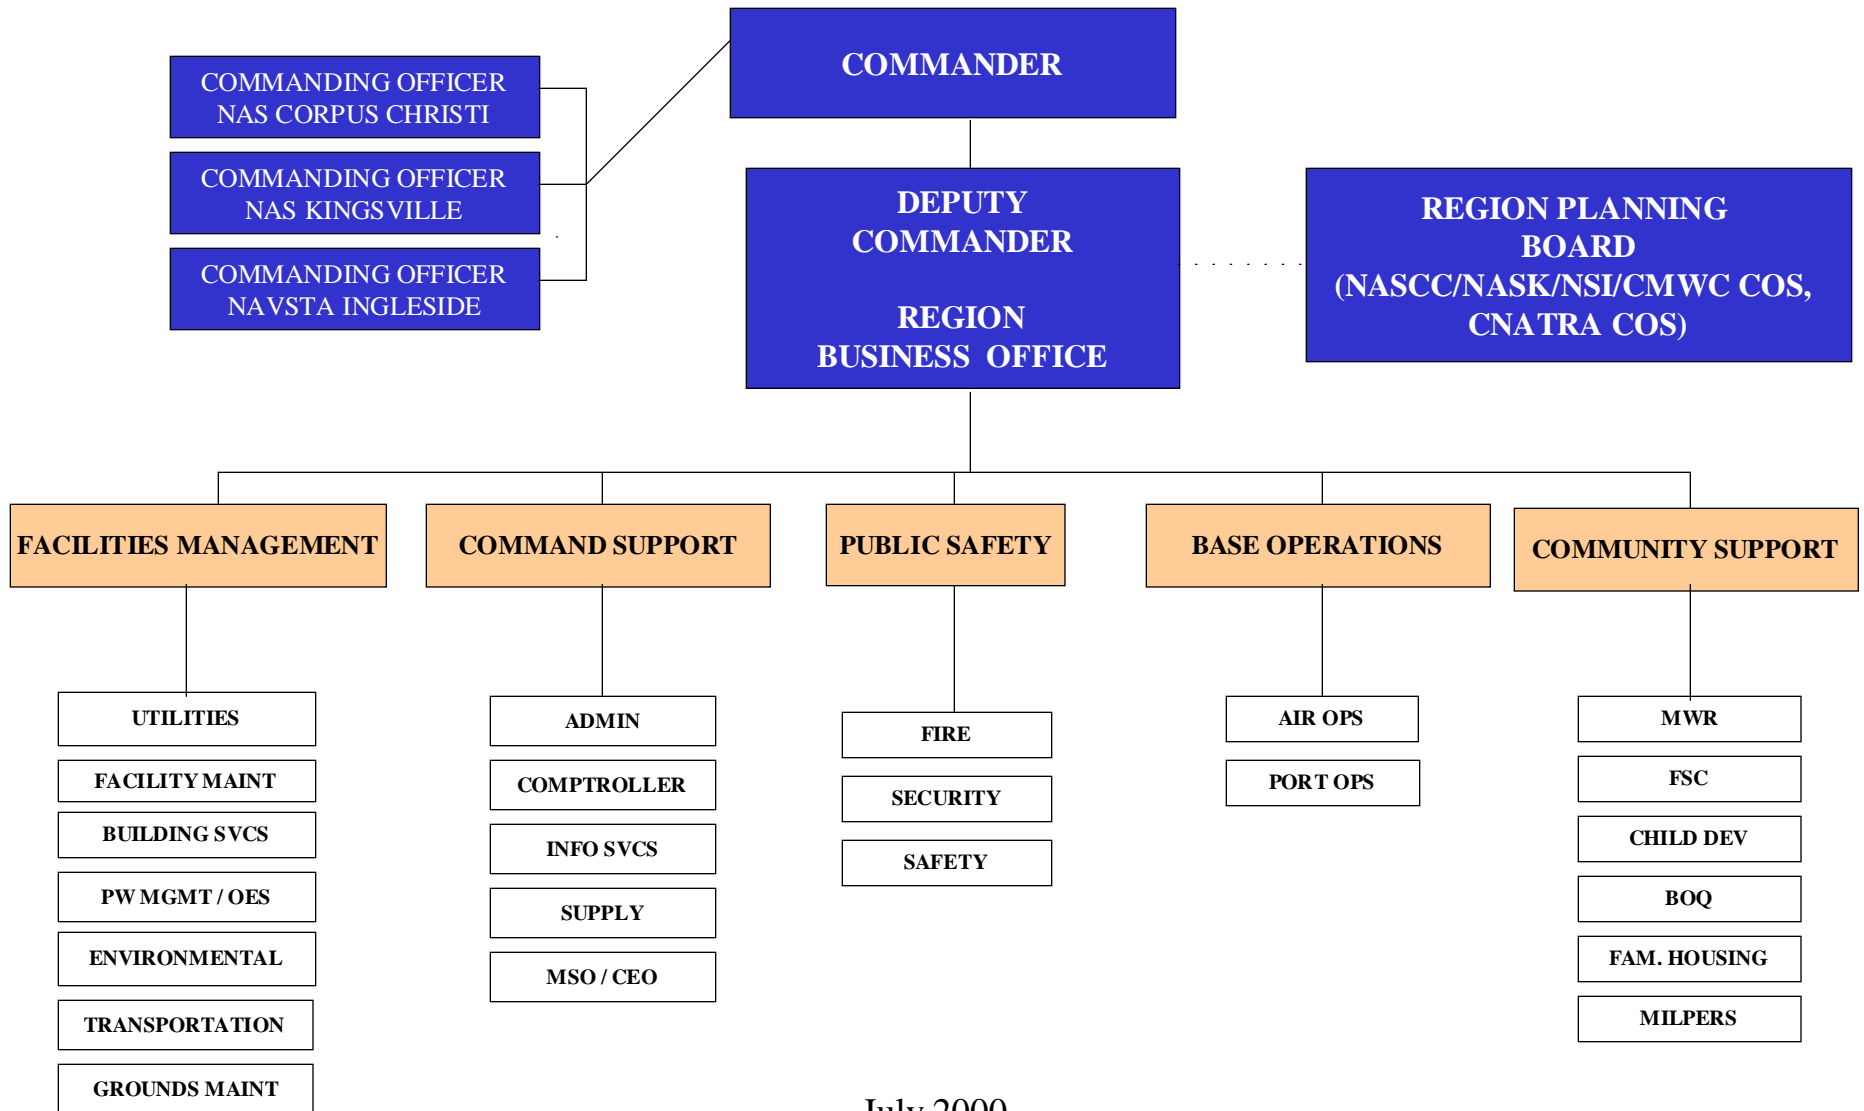 COMMANDER
COMMANDING OFFICER
NAS CORPUS CHRISTI
COMMANDING OFFICER
NAS KINGSVILLE
COMMANDING OFFICER
NAVSTA INGLESIDE
DEPUTY
COMMANDER
REGION
BUSINESS OFFICE
REGION PLANNING
BOARD
(NASCC/NASK/NSI/CMWC COS,
CNATRA COS)
FACILITIES MANAGEMENT
COMMAND SUPPORT
PUBLIC SAFETY
BASE OPERATIONS
COMMUNITY SUPPORT
UTILITIES
FACILITY MAINT
BUILDING SVCS
PW MGMT / OES
ENVIRONMENTAL
TRANSPORTATION
GROUNDS MAINT
ADMIN
COMPTROLLER
INFO SVCS
SUPPLY
MSO / CEO
FIRE
SECURITY
SAFETY
AIR OPS
PORT OPS
MWR
FSC
CHILD DEV
BOQ
FAM. HOUSING
MILPERS
July 2000